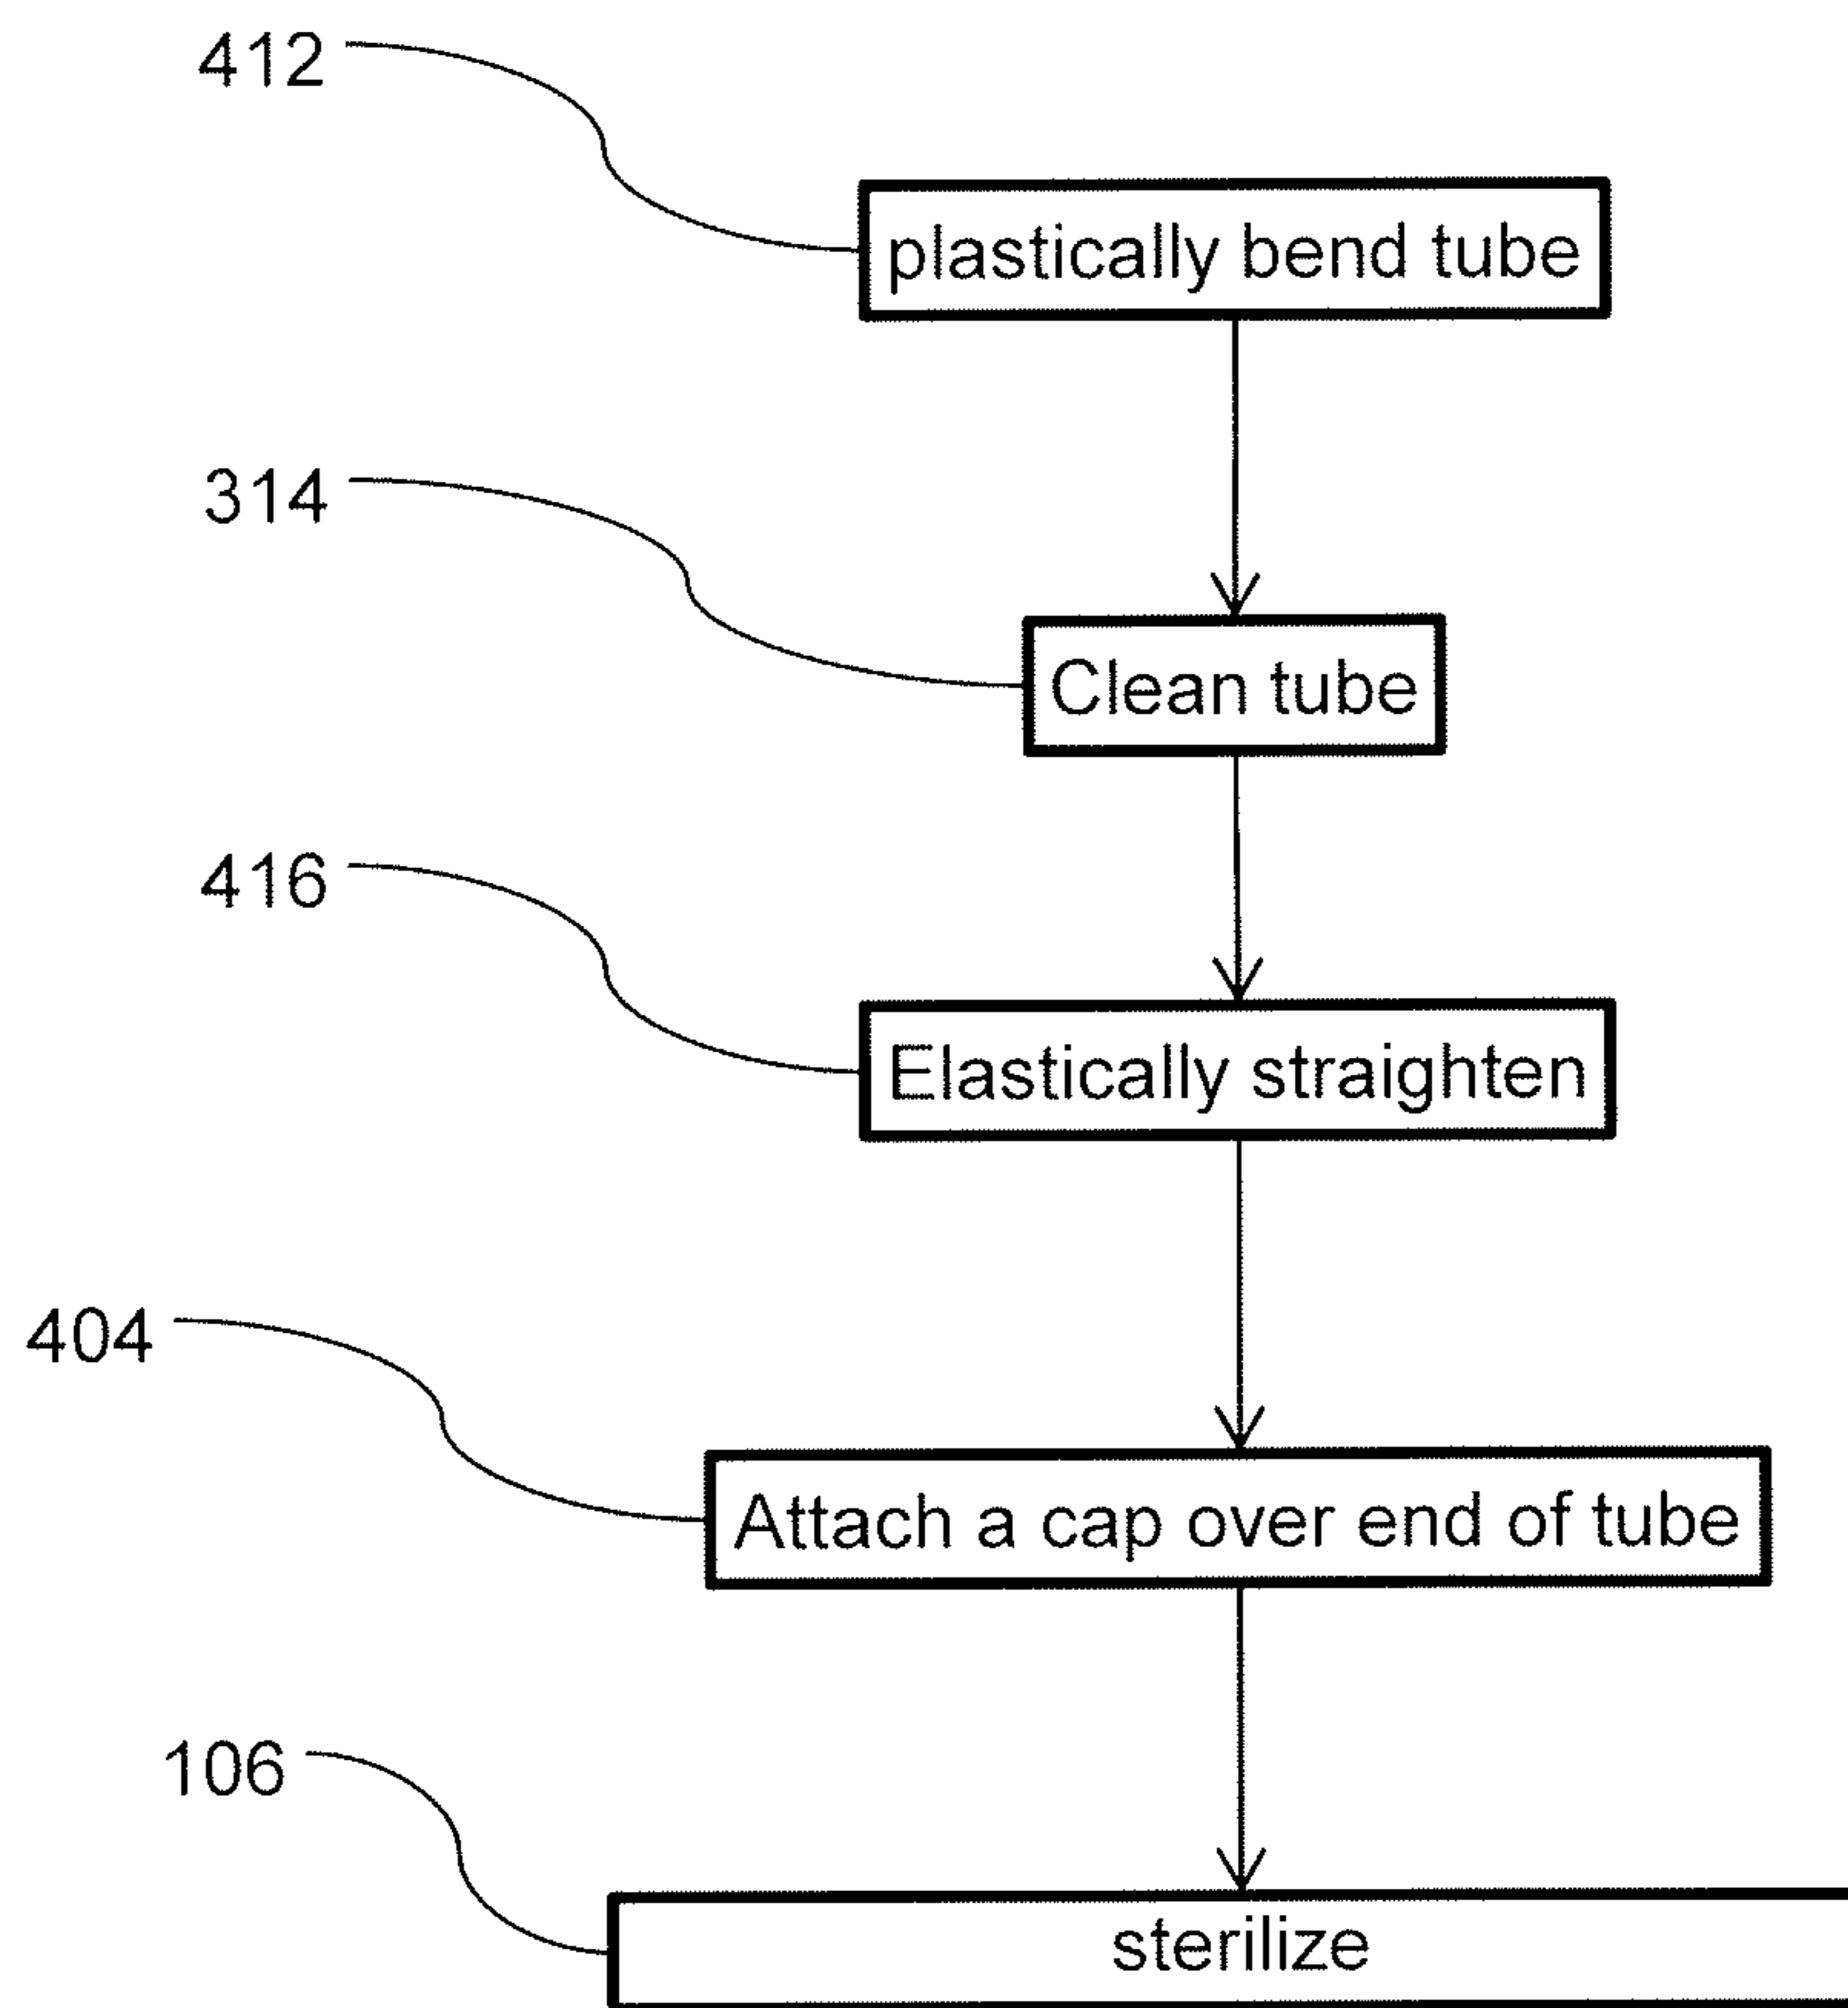 412
plastically bend tube
314
Clean tube
416
Elastically straighten
404
Attach a cap over end of tube
106
sterilize